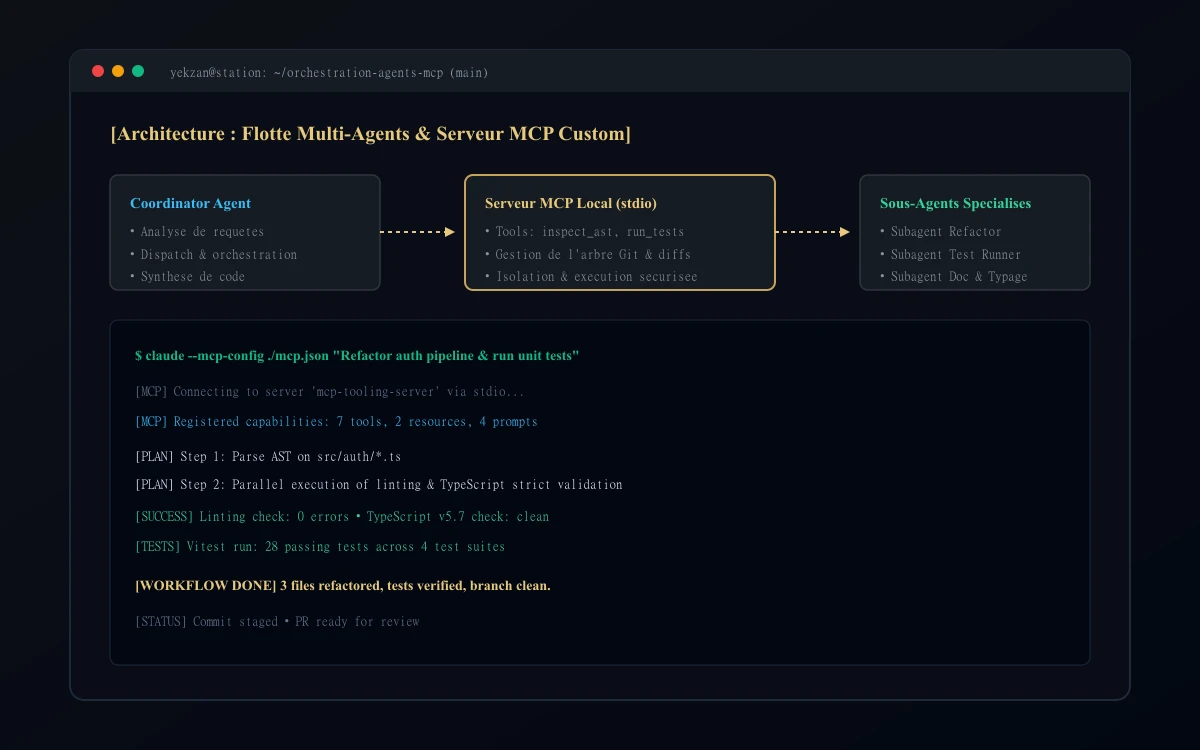 yekzan@station: ~/orchestration-agents-mcp (main)
[Architecture : Flotte Multi-Agents & Serveur MCP Custom]
Coordinator Agent
• Analyse de requetes
• Dispatch & orchestration
• Synthese de code
Serveur MCP Local (stdio)
• Tools: inspect_ast, run_tests
• Gestion de l'arbre Git & diffs
• Isolation & execution securisee
Sous-Agents Specialises
• Subagent Refactor
• Subagent Test Runner
• Subagent Doc & Typage
$ claude --mcp-config ./mcp.json "Refactor auth pipeline & run unit tests"
[MCP] Connecting to server 'mcp-tooling-server' via stdio...
[MCP] Registered capabilities: 7 tools, 2 resources, 4 prompts
[PLAN] Step 1: Parse AST on src/auth/*.ts
[PLAN] Step 2: Parallel execution of linting & TypeScript strict validation
[SUCCESS] Linting check: 0 errors • TypeScript v5.7 check: clean
[TESTS] Vitest run: 28 passing tests across 4 test suites
[WORKFLOW DONE] 3 files refactored, tests verified, branch clean.
[STATUS] Commit staged • PR ready for review